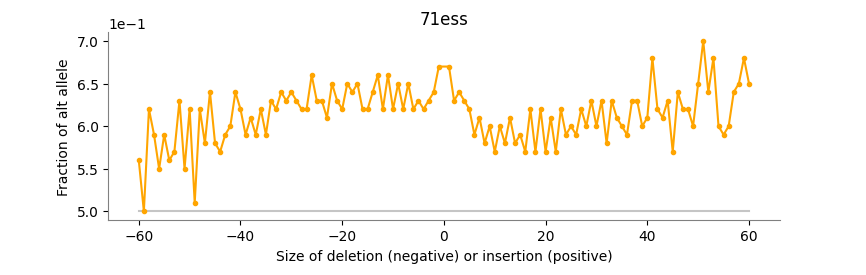 71ess
1e−1
7.0
6.5
6.0
5.5
5.0
Fraction of alt allele
−60 −40 −20 0 20 40 60
Size of deletion (negative) or insertion (positive)